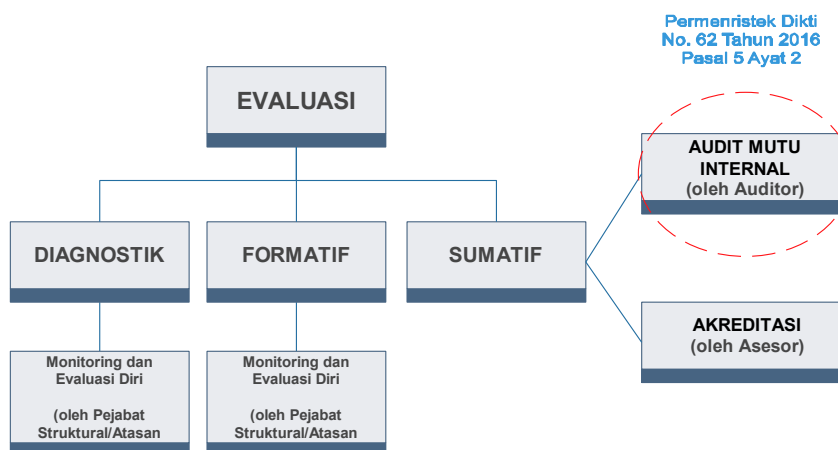 Permenristek Dikti
No. 62 Tahun 2016
Pasal 5 Ayat 2
EVALUASI
AUDIT MUTU
INTERNAL
(oleh Auditor)
DIAGNOSTIK
FORMATIF
SUMATIF
AKREDITASI
(oleh Asesor)
Monitoring dan
Evaluasi Diri
(oleh Pejabat
Struktural/Atasan
Monitoring dan
Evaluasi Diri
(oleh Pejabat
Struktural/Atasan